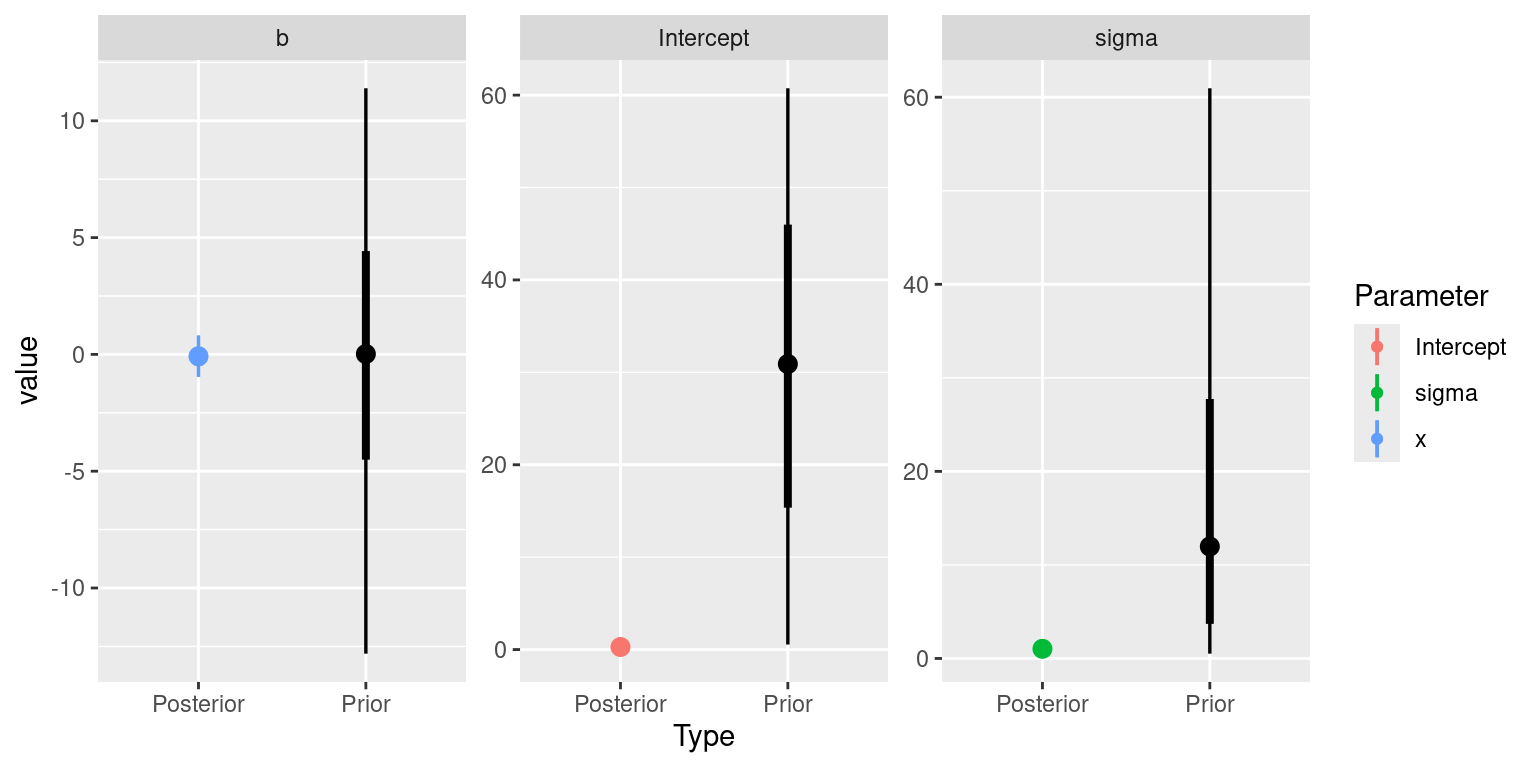 b
Intercept
sigma
value
10
5
0
-5
-10
60
40
20
0
60
40
20
0
Posterior
Prior
Posterior
Prior
Posterior
Prior
Type
Parameter
Intercept
sigma
x